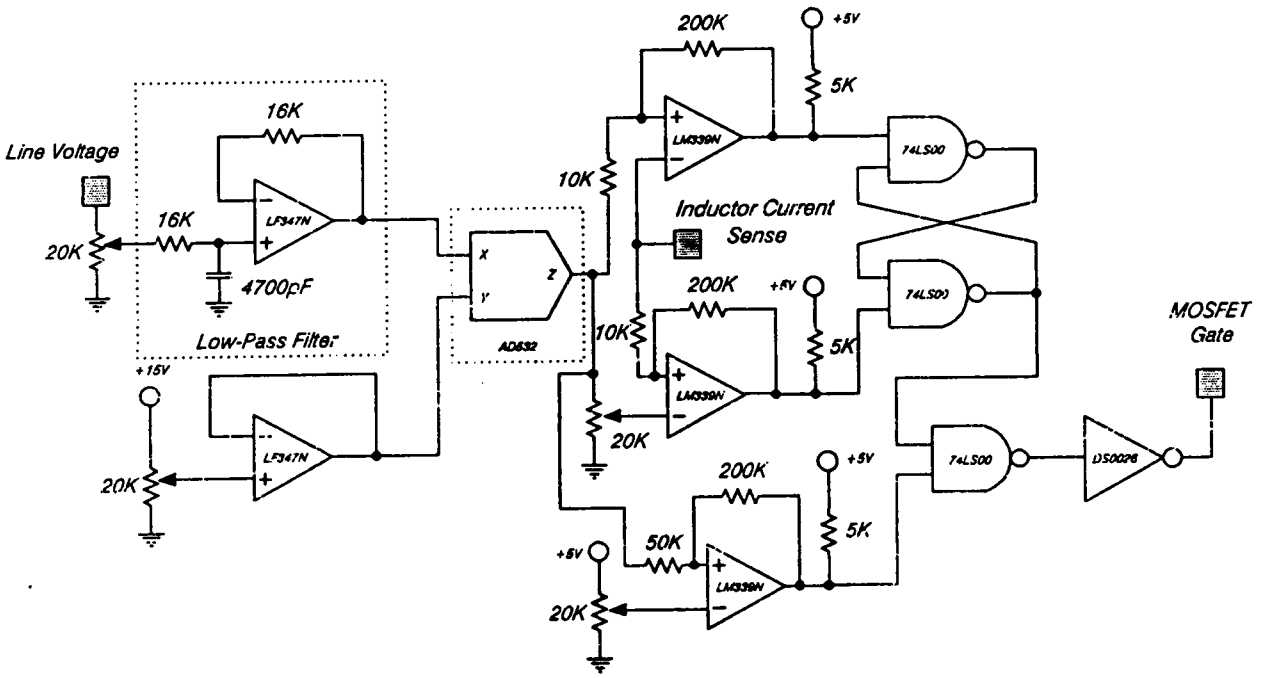 200K
+5V
16K
5K
LM339N
74LS00
Line Voltage
10K
Inductor Current
Sense
16K
LF347N
20K
4700pF
X
Y
Z
Low-Pass Filter
AD532
200K
+5V
10K
5K
LM339N
74LS00
MOSFET
Gate
+15V
20K
LF347N
20K
200K
+5V
74LS00
DS0026
+5V
50K
5K
LM339N
20K